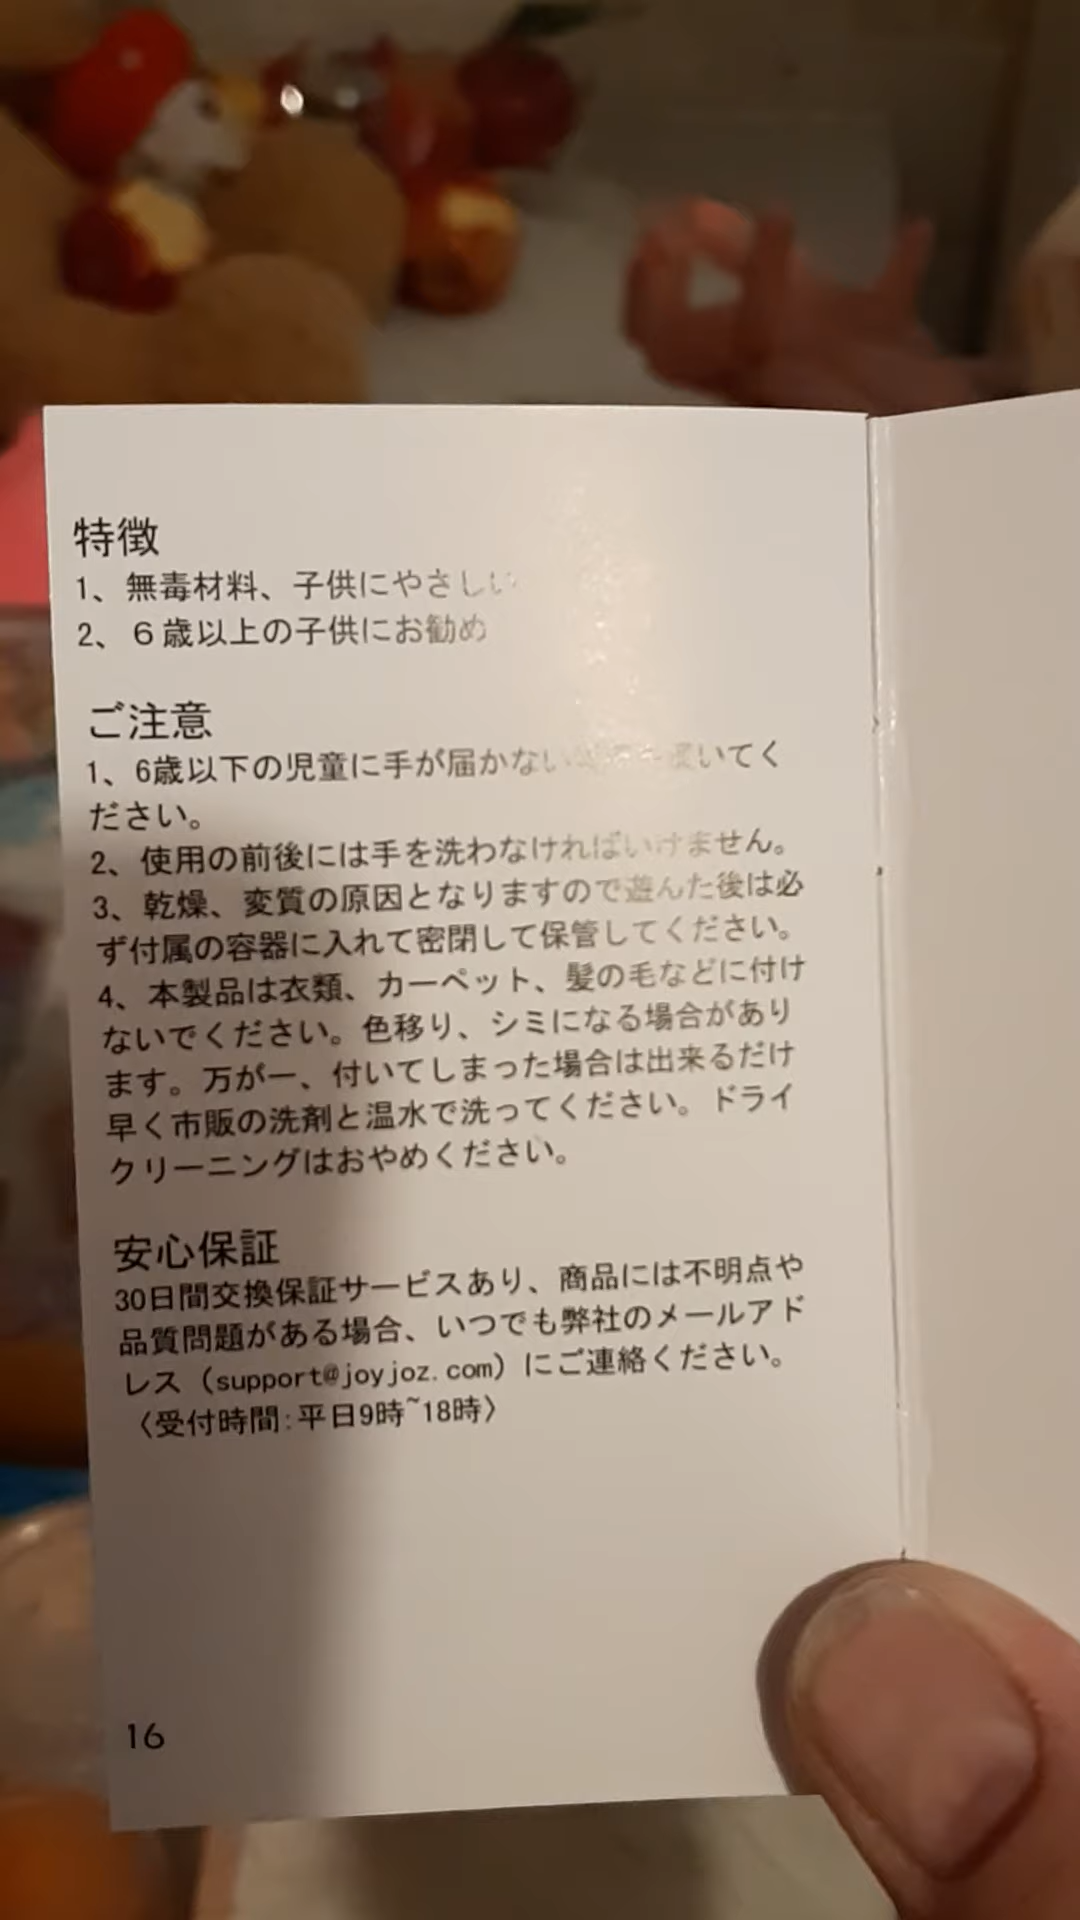 特徴
1、無毒材料、子供にやさしい
2、６歳以上の子供にお勧め
ご注意
1、6歳以下の児童に手が届かない いてく
ださい。
2、使用の前後には手を洗わなければいけません。
3、乾燥、変質の原因となりますので遊んだ後は必
ず付属の容器に入れて密閉して保管してください。
4、本製品は衣類、カーペット、髪の毛などに付け
ないでください。色移り、シミになる場合があり
ます。万が一、付いてしまった場合は出来るだけ
早く市販の洗剤と温水で洗ってください。ドライ
クリーニングはおやめください。
安心保証
30日間交換保証サービスあり、商品には不明点や
品質問題がある場合、いつでも弊社のメールアド
レス（support@joyjoz.com）にご連絡ください。
〈受付時間:平日9時~18時〉
16